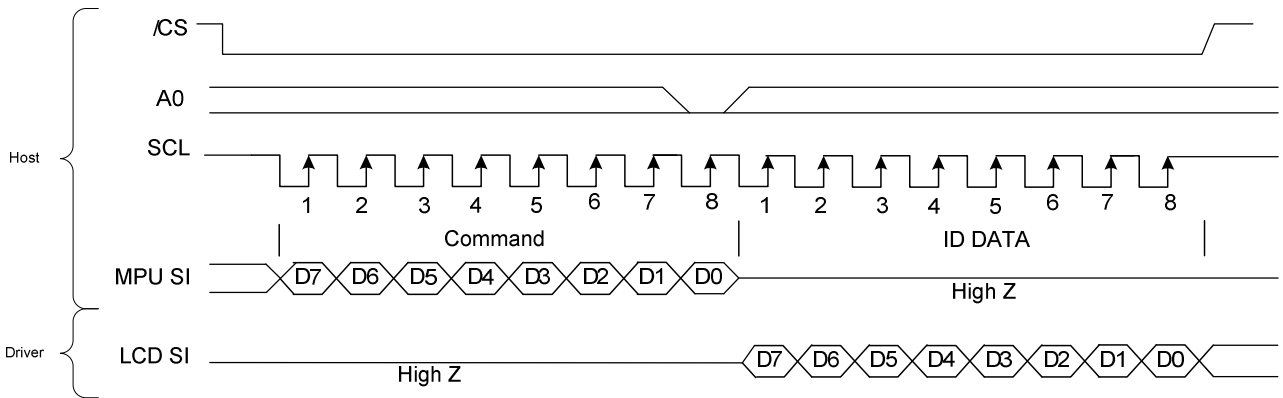 /CS
A0
Host
SCL
1 2 3 4 5 6 7 8 1 2 3 4 5 6 7 8
Command ID DATA
MPU SI D7 D6 D5 D4 D3 D2 D1 D0
High Z
Driver
LCD SI D7 D6 D5 D4 D3 D2 D1 D0
High Z